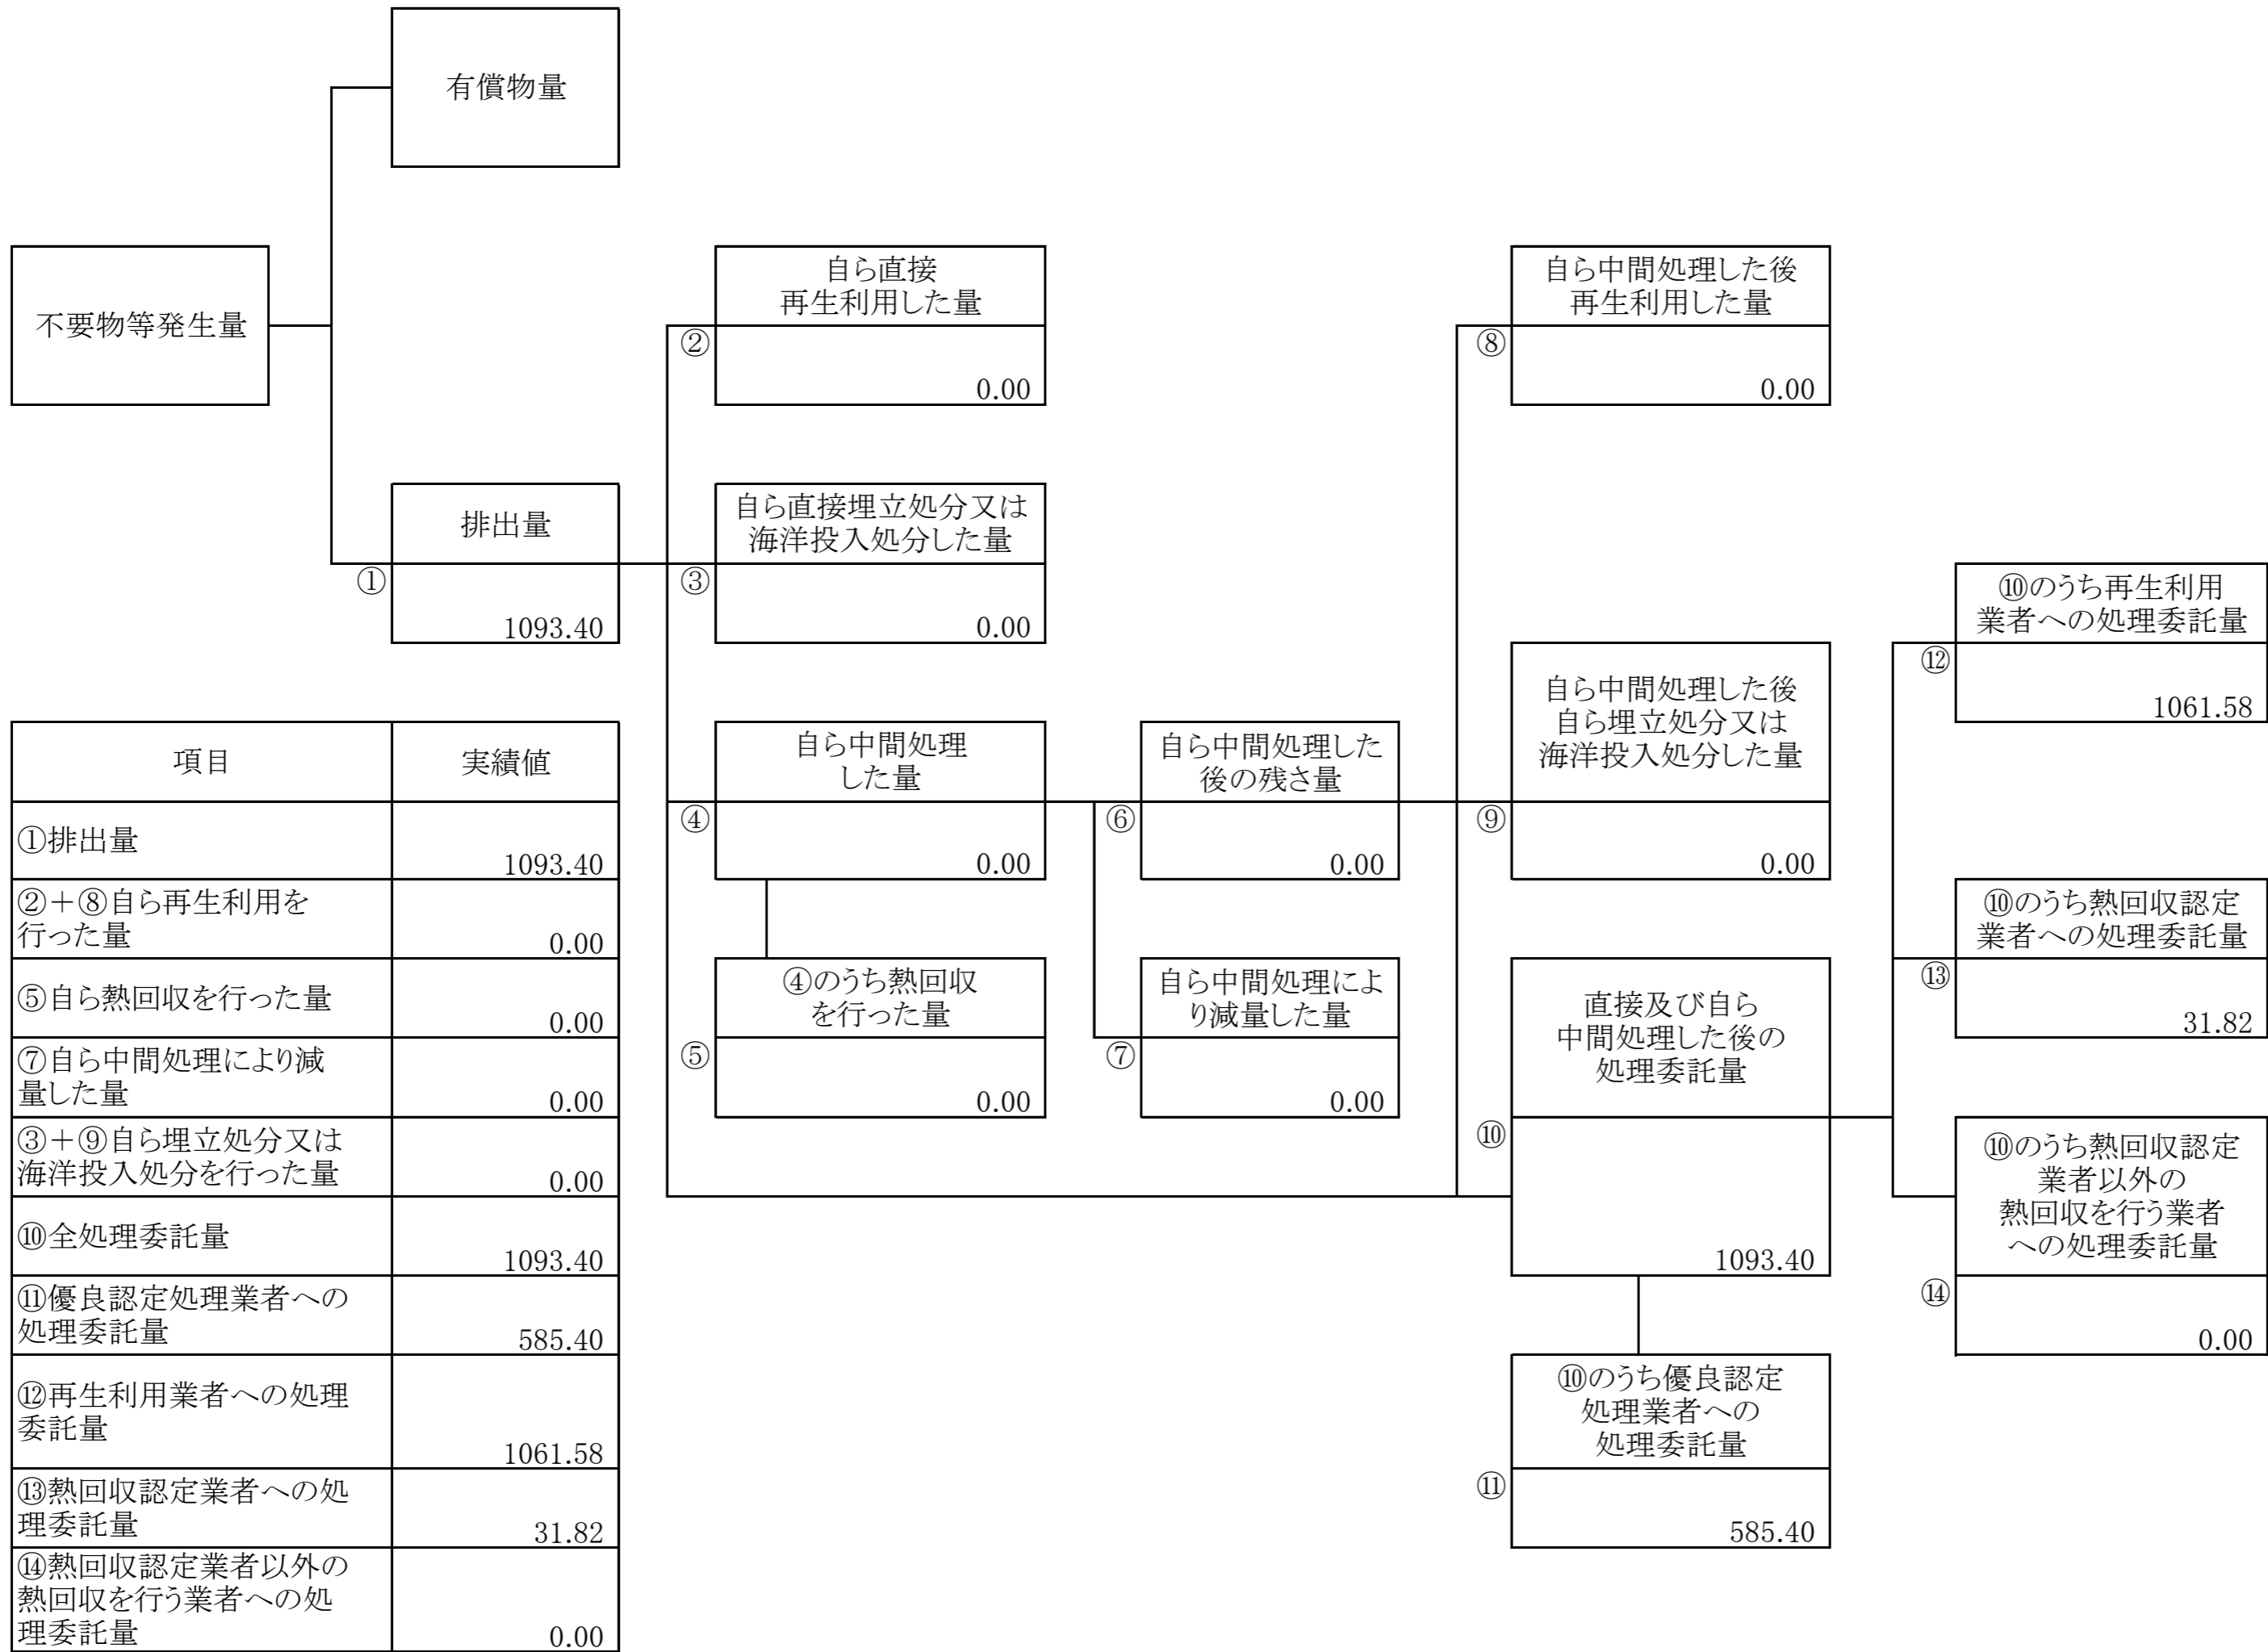 有償物量
不要物等発生量
自ら直接
再生利用した量
②
0.00
自ら中間処理した後
再生利用した量
⑧
0.00
排出量
①
1093.40
自ら直接埋立処分又は
海洋投入処分した量
③
0.00
⑩のうち再生利用
業者への処理委託量
⑫
1061.58
自ら中間処理
した量
④
0.00
自ら中間処理した
後の残さ量
⑥
0.00
自ら中間処理した後
自ら埋立処分又は
海洋投入処分した量
⑨
0.00
⑩のうち熱回収認定
業者への処理委託量
⑬
31.82
④のうち熱回収
を行った量
⑤
0.00
自ら中間処理によ
り減量した量
⑦
0.00
直接及び自ら
中間処理した後の
処理委託量
⑩
1093.40
⑩のうち熱回収認定
業者以外の
熱回収を行う業者
への処理委託量
⑭
0.00
⑩のうち優良認定
処理業者への
処理委託量
⑪
585.40
項目
実績値
①排出量
1093.40
②+⑧自ら再生利用を
行った量
0.00
⑤自ら熱回収を行った量
0.00
⑦自ら中間処理により減
量した量
0.00
③+⑨自ら埋立処分又は
海洋投入処分を行った量
0.00
⑩全処理委託量
1093.40
⑪優良認定処理業者への
処理委託量
585.40
⑫再生利用業者への処理
委託量
1061.58
⑬熱回収認定業者への処
理委託量
31.82
⑭熱回収認定業者以外の
熱回収を行う業者への処
理委託量
0.00